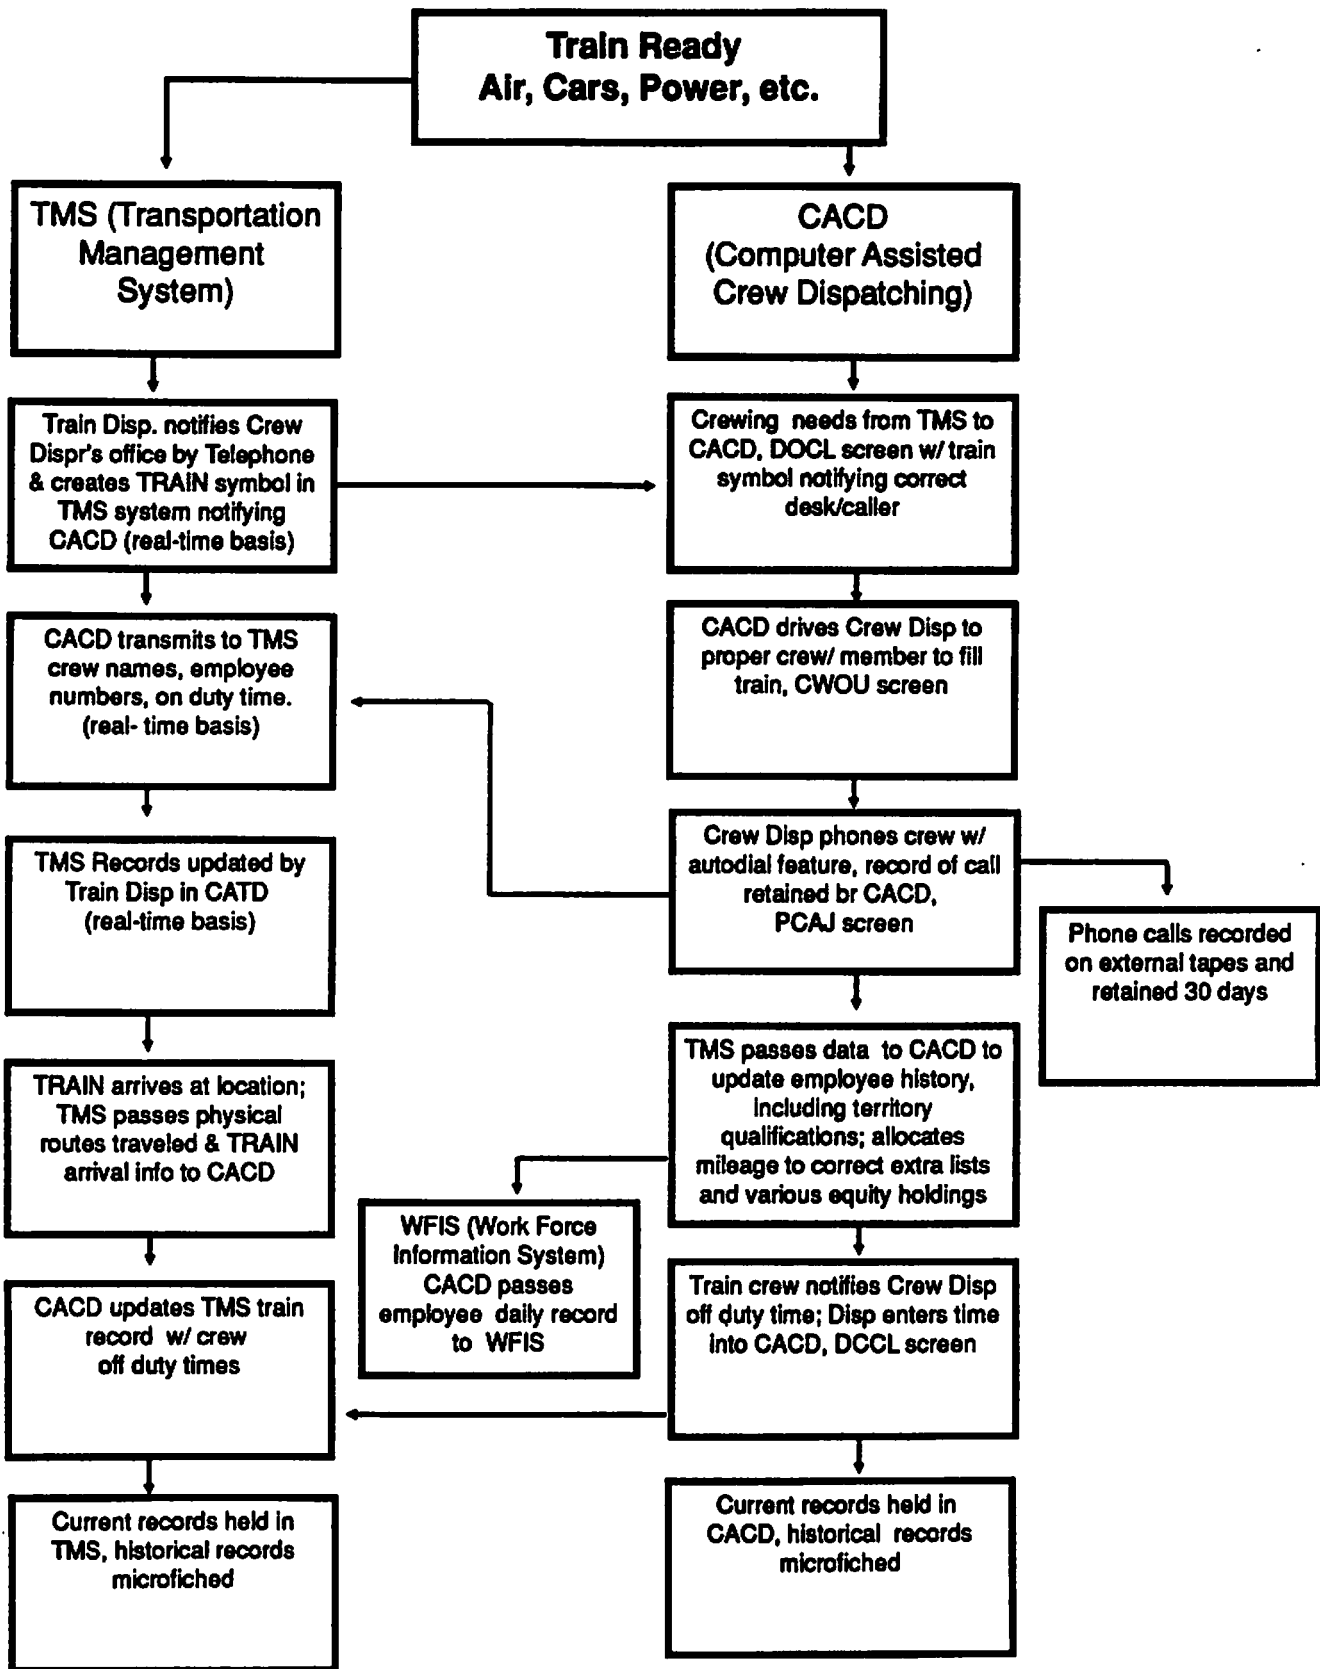 Train Ready
Air, Cars, Power, etc.
TMS (Transportation
Management
System)
CACD
(Computer Assisted
Crew Dispatching)
Train Disp. notifies Crew
Dispr's office by Telephone
& creates TRAIN symbol in
TMS system notifying
CACD (real-time basis)
Crewing needs from TMS to
CACD, DOCL screen w/ train
symbol notifying correct
desk/caller
CACD transmits to TMS
crew names, employee
numbers, on duty time.
(real- time basis)
CACD drives Crew Disp to
proper crew/ member to fill
train, CWOU screen
TMS Records updated by
Train Disp in CATD
(real-time basis)
Crew Disp phones crew w/
autodial feature, record of call
retained br CACD,
PCAJ screen
Phone calls recorded
on external tapes and
retained 30 days
TRAIN arrives at location;
TMS passes physical
routes traveled & TRAIN
arrival info to CACD
TMS passes data to CACD to
update employee history,
including territory
qualifications; allocates
mileage to correct extra lists
and various equity holdings
WFIS (Work Force
Information System)
CACD passes
employee daily record
to WFIS
CACD updates TMS train
record w/ crew
off duty times
Train crew notifies Crew Disp
off duty time; Disp enters time
into CACD, DCCL screen
Current records held in
TMS, historical records
microfiched
Current records held in
CACD, historical records
microfiched